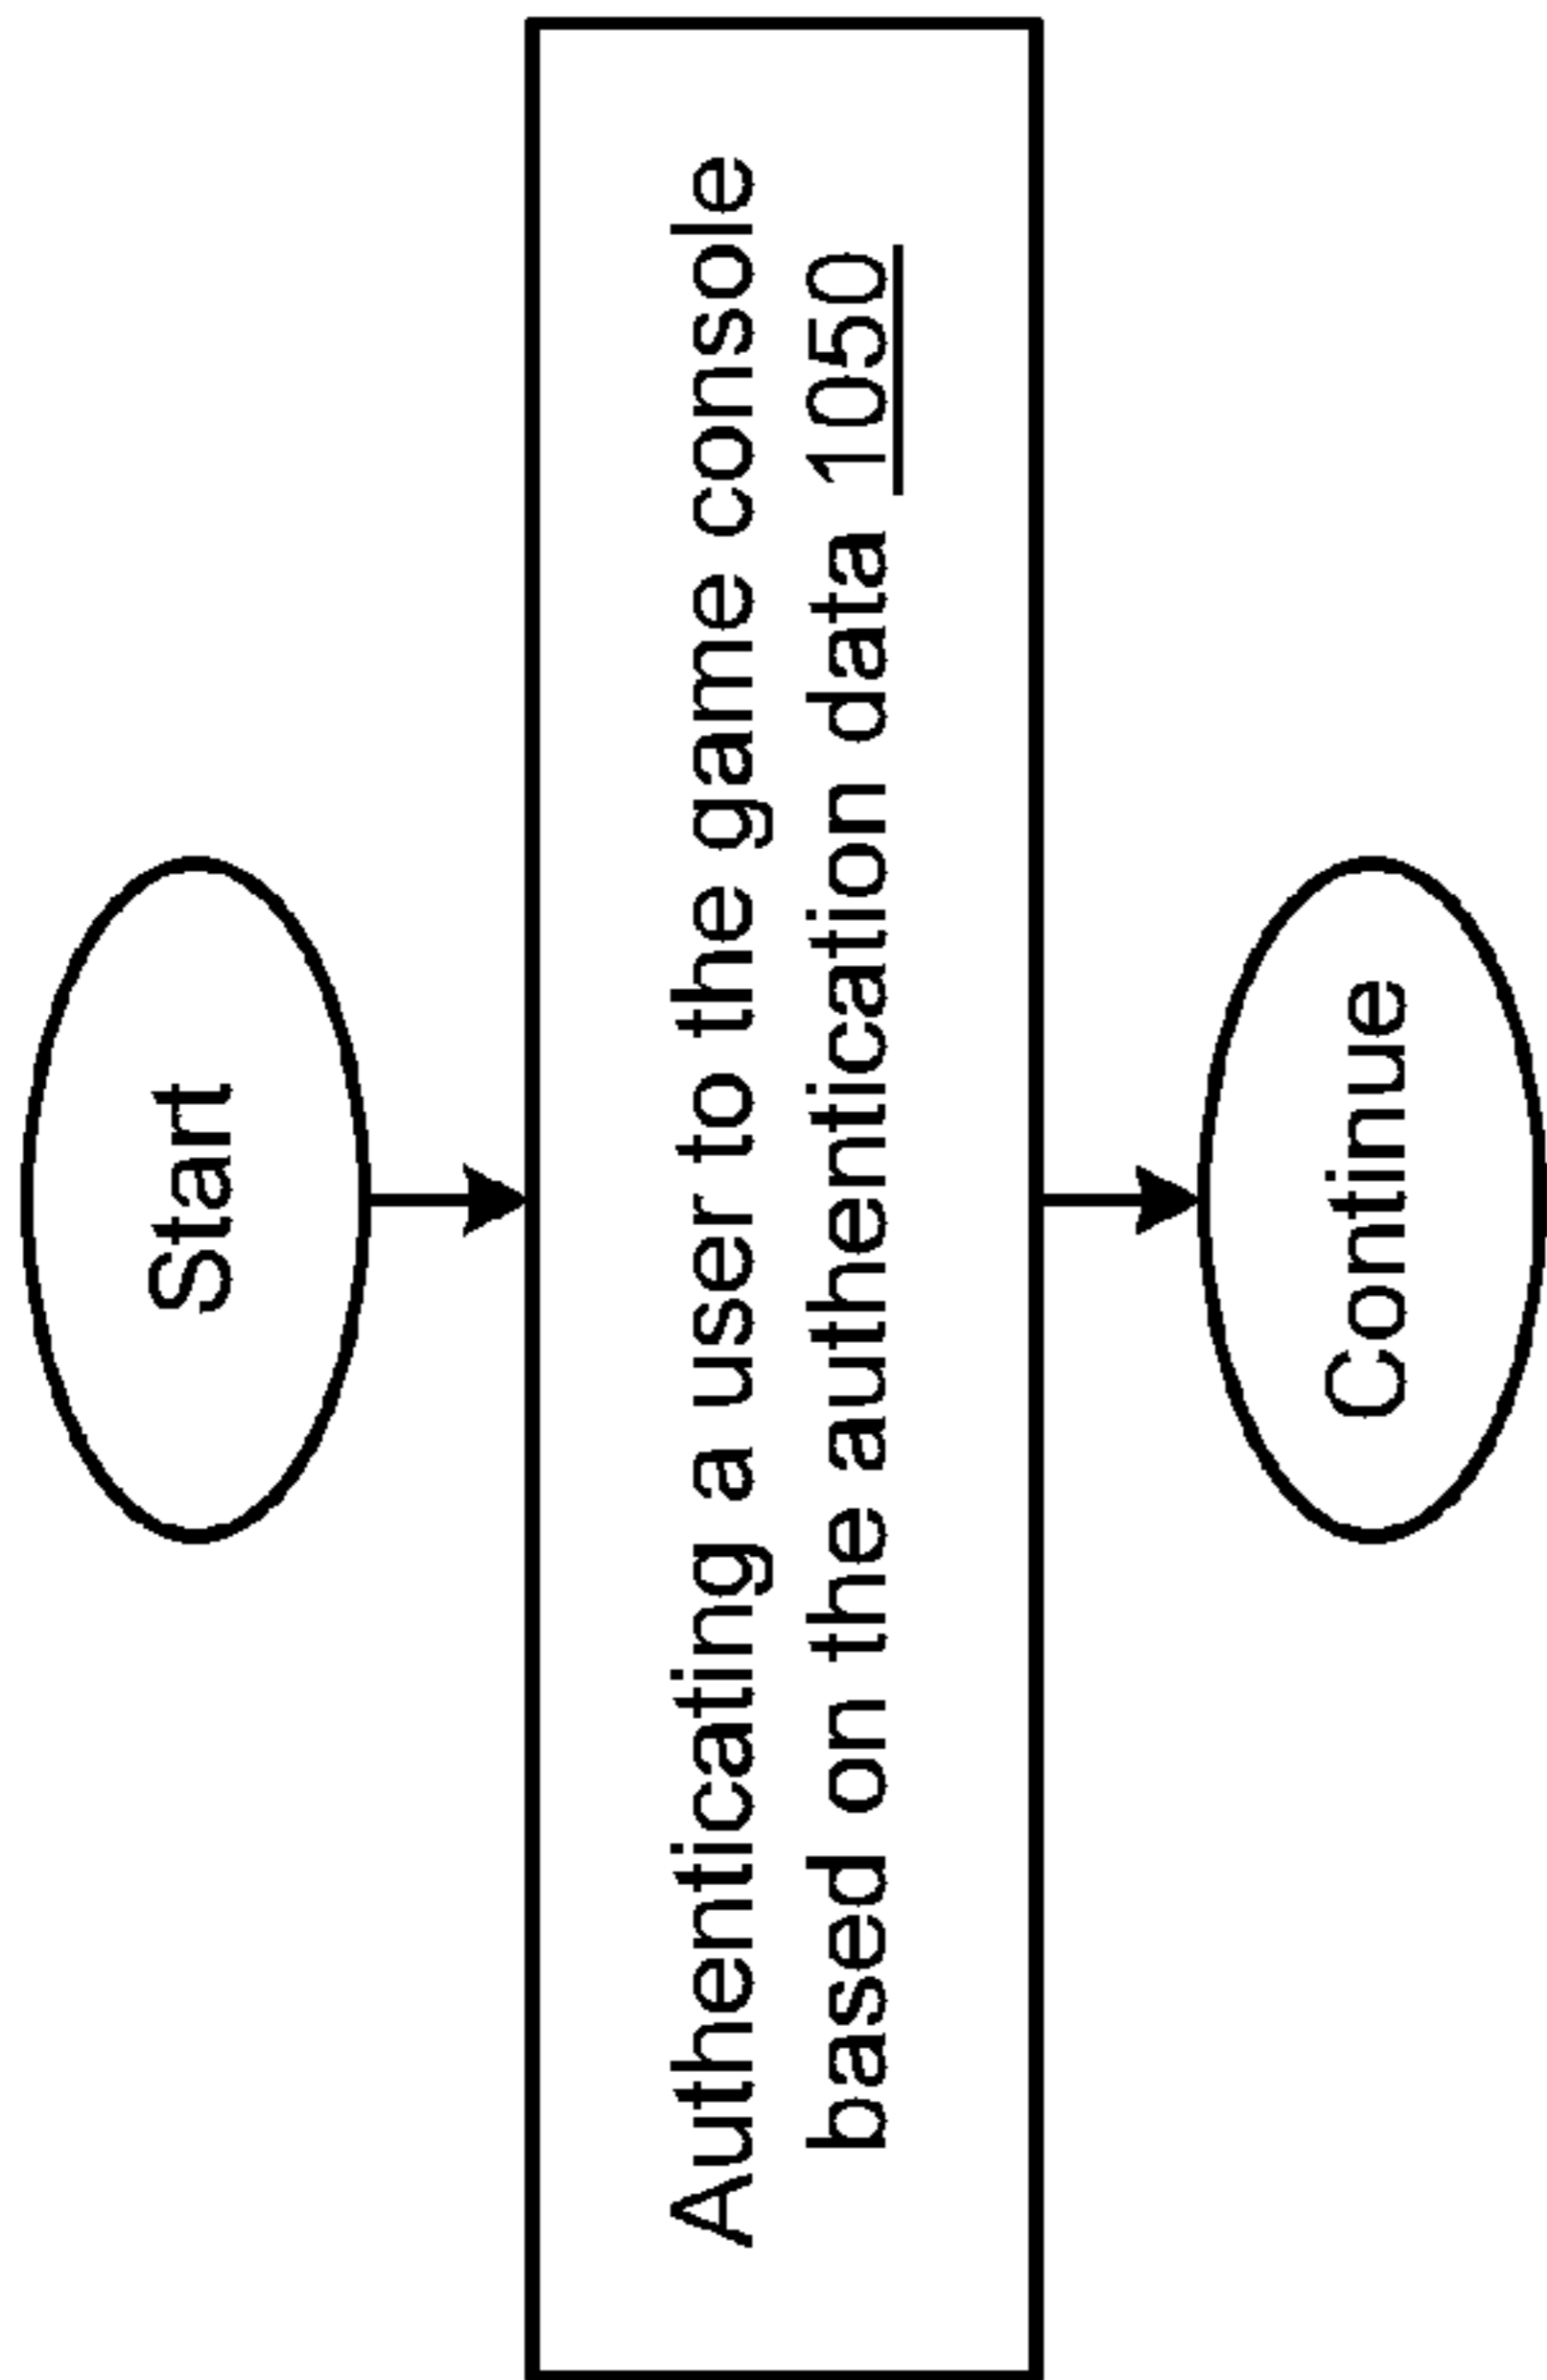 Start
Authenticating a user to the game console
based on the authentication data 1050
Continue